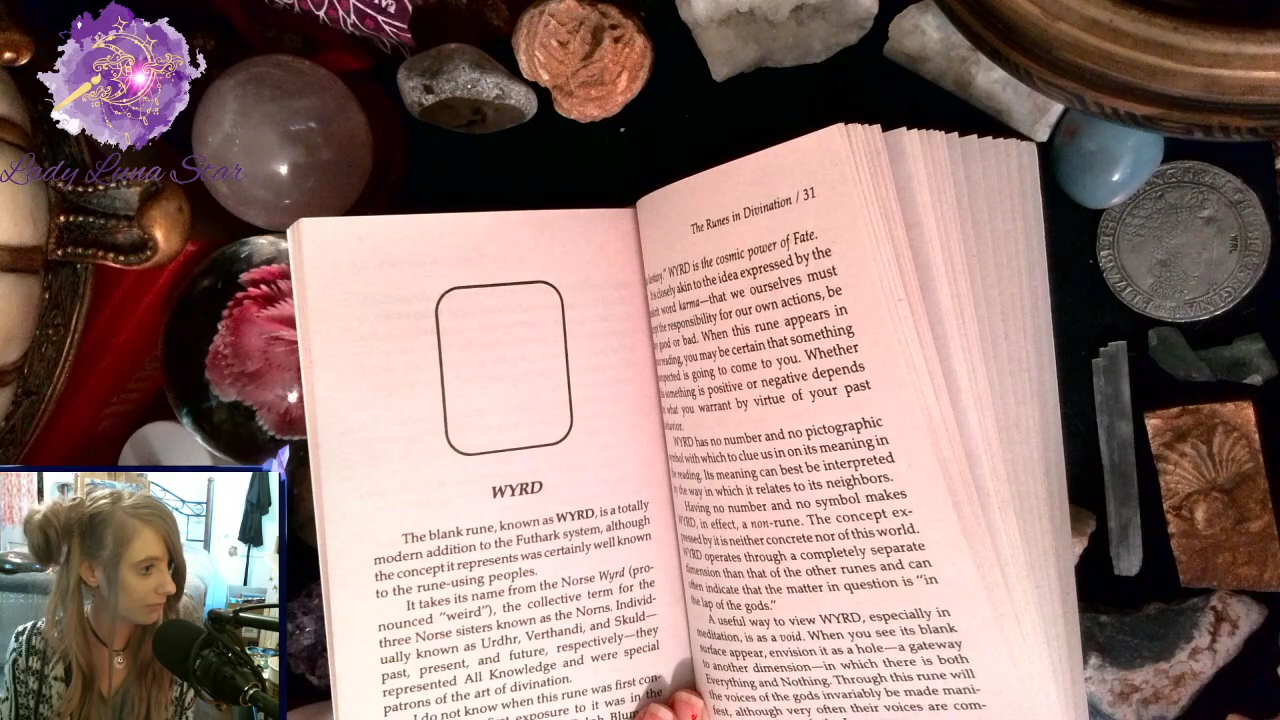 Lady Luna Star
WYRD
The blank rune, known as WYRD, is a totally
modern addition to the Futhark system, although
the concept it represents was certainly well known
to the rune-using peoples.
It takes its name from the Norse Wyrd (pro-
nounced "weird"), the collective term for the
three Norse sisters known as the Norns. Individ-
ually known as Urdhr, Verthandi, and Skuld—
past, present, and future, respectively—they
represented All Knowledge and were special
patrons of the art of divination.
I do not know when this rune was first con-
first exposure to it was in the
The Runes in Divination / 31
WYRD is the cosmic power of Fate.
closely akin to the idea expressed by the
word karma—that we ourselves must
the responsibility for our own actions, be
good or bad. When this rune appears in
reading, you may be certain that something
is going to come to you. Whether
something is positive or negative depends
what you warrant by virtue of your past
WYRD has no number and no pictographic
with which to clue us in on its meaning in
reading. Its meaning can best be interpreted
the way in which it relates to its neighbors.
Having no number and no symbol makes
WYRD, in effect, a non-rune. The concept ex-
pressed by it is neither concrete nor of this world.
WYRD operates through a completely separate
dimension than that of the other runes and can
often indicate that the matter in question is "in
the lap of the gods."
A useful way to view WYRD, especially in
meditation, is as a void. When you see its blank
surface appear, envision it as a hole—a gateway
to another dimension—in which there is both
Everything and Nothing. Through this rune will
the voices of the gods invariably be made mani-
fest, although very often their voices are com-